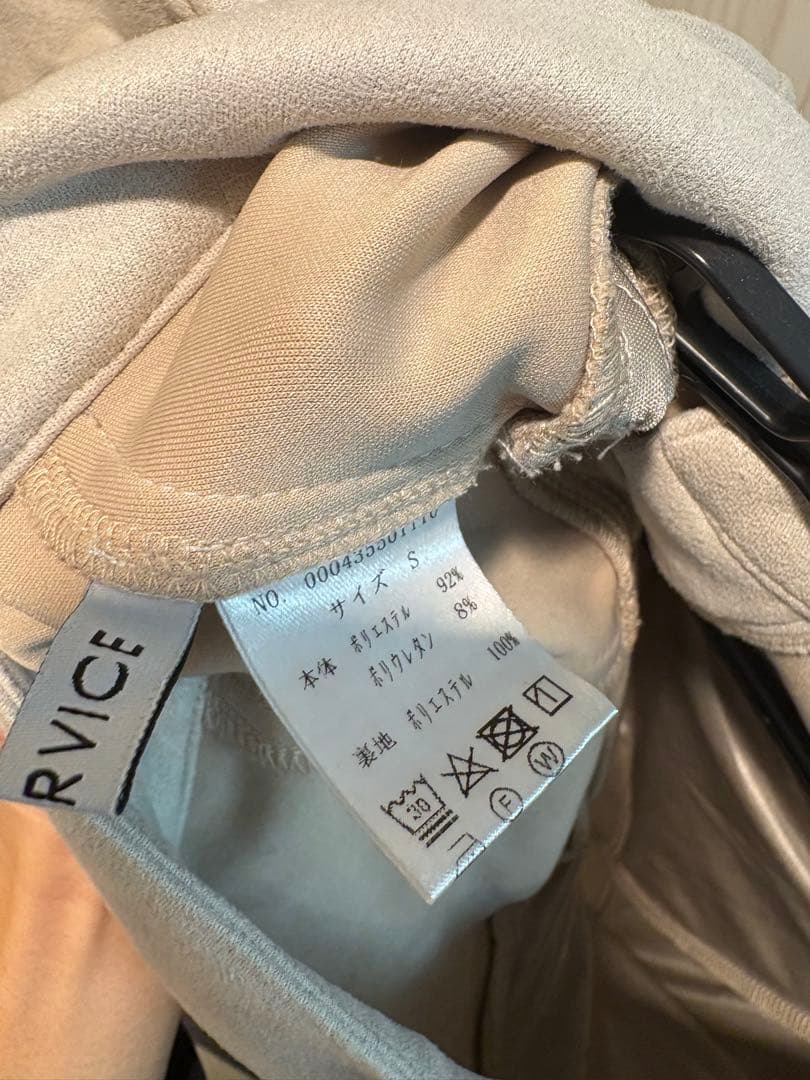 RVICE
NO. 000435501110
サイズ S
本体 ポリエステル 92%
ポリウレタン 8%
裏地 ポリエステル 100%
30
F W